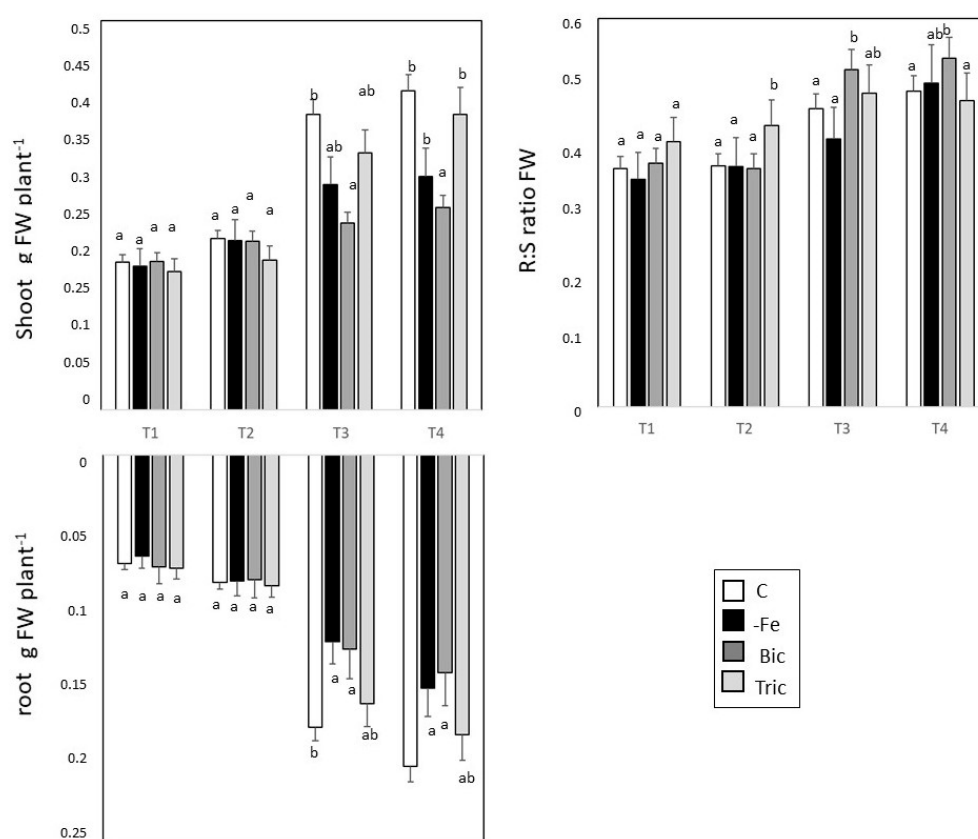 Shoot g FW plant-1
0.5
0.45
0.4
0.35
0.3
0.25
0.2
0.25
0.1
0.05
0
a a a a
a a a a
b ab a ab
b b a b
T1 T2 T3 T4
R:S ratio FW
0.6
0.5
0.4
0.3
0.2
0.1
0
a a a a
a a a b
a a b ab
a ab b a
T1 T2 T3 T4
root g FW plant-1
0
0.05
0.1
0.15
0.2
0.25
a a a a
a a a a
b a a ab
a a ab
C
-Fe
Bic
Tric